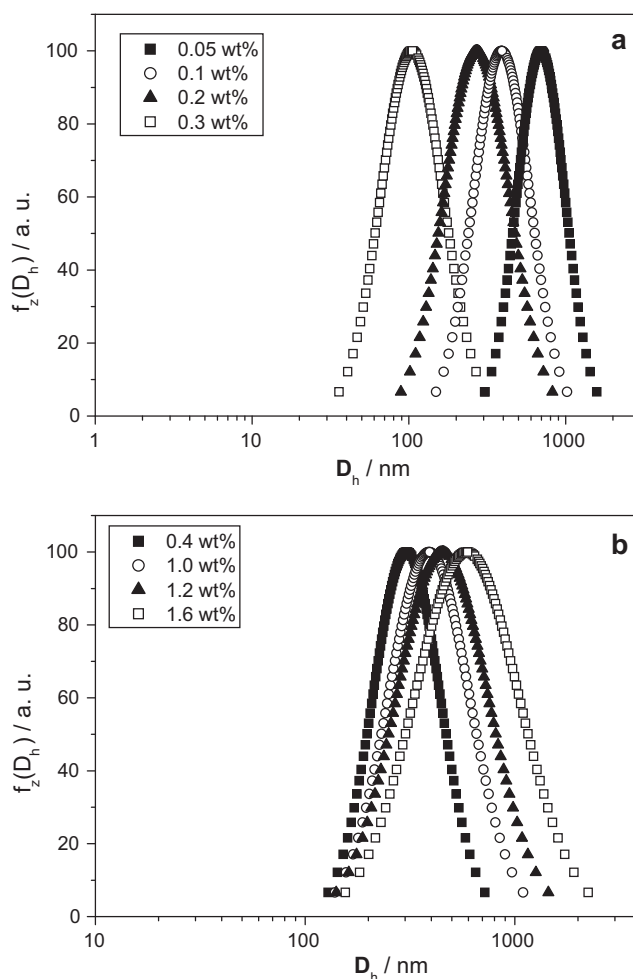 a
0.05 wt%
0.1 wt%
0.2 wt%
0.3 wt%
100
80
60
40
20
0
f_z(D_h) / a. u.
1 10 100 1000
D_h / nm
b
0.4 wt%
1.0 wt%
1.2 wt%
1.6 wt%
100
80
60
40
20
0
f_z(D_h) / a. u.
10 100 1000
D_h / nm